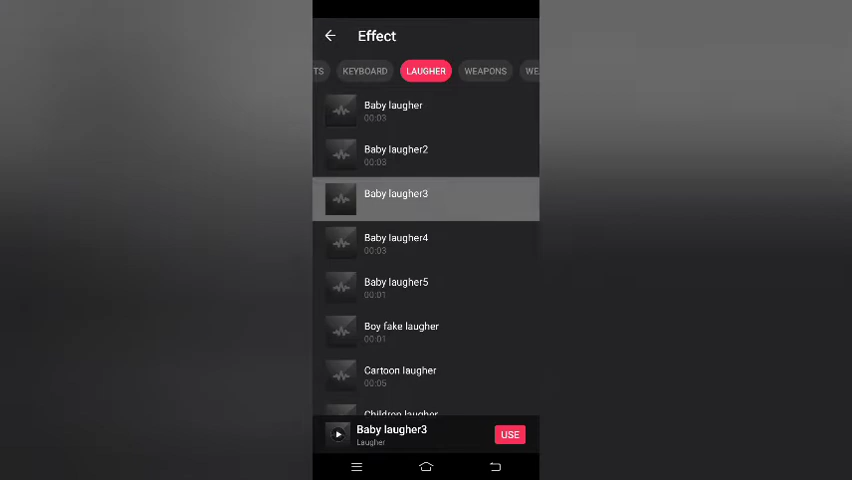 Effect
TS KEYBOARD LAUGHER WEAPONS WE
Baby laugher
00:03
Baby laugher2
00:03
Baby laugher3
Baby laugher4
00:03
Baby laugher5
00:01
Boy fake laugher
00:01
Cartoon laugher
00:05
Children laugher
Baby laugher3
Laugher
USE